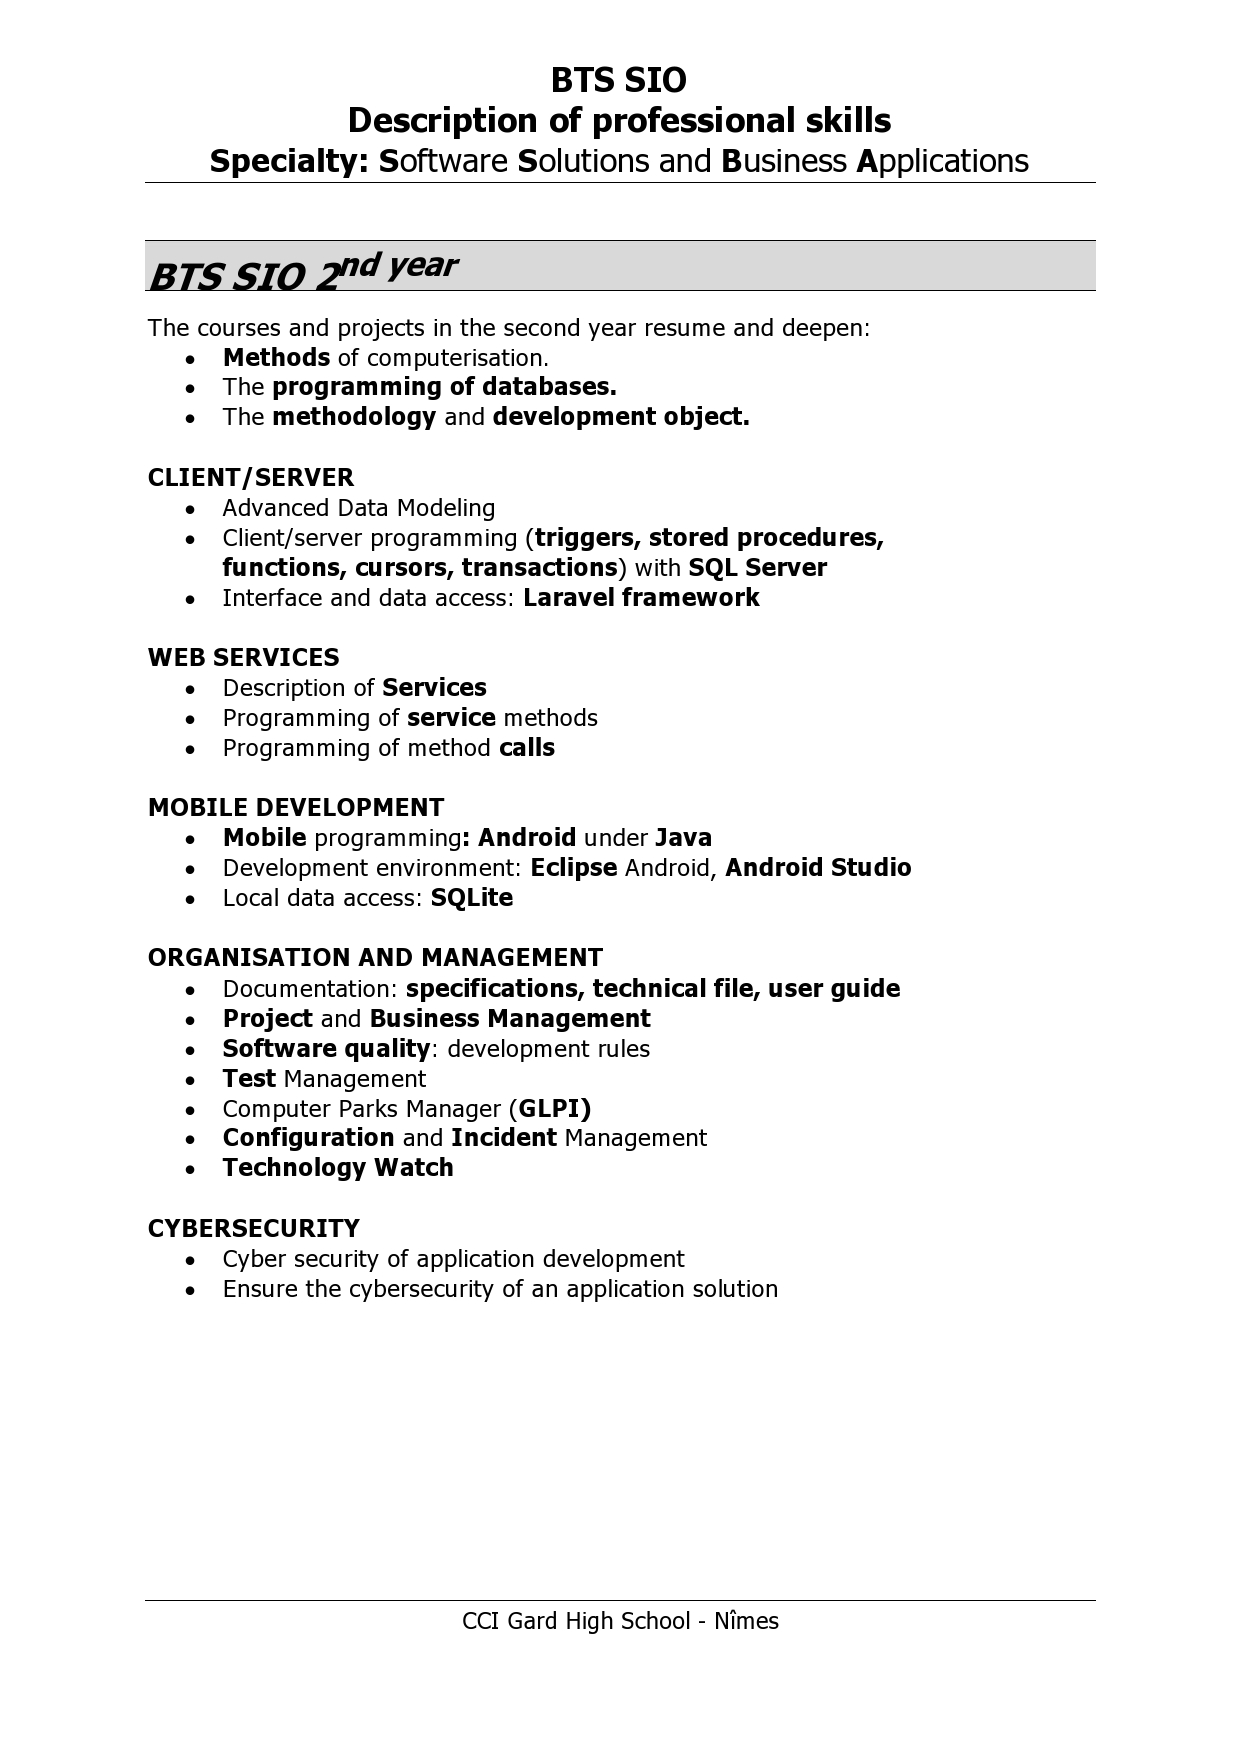 BTS SIO
Description of professional skills
Specialty: Software Solutions and Business Applications
BTS SIO 2nd year
The courses and projects in the second year resume and deepen:
• Methods of computerisation.
• The programming of databases.
• The methodology and development object.
CLIENT/SERVER
• Advanced Data Modeling
• Client/server programming (triggers, stored procedures,
functions, cursors, transactions) with SQL Server
• Interface and data access: Laravel framework
WEB SERVICES
• Description of Services
• Programming of service methods
• Programming of method calls
MOBILE DEVELOPMENT
• Mobile programming: Android under Java
• Development environment: Eclipse Android, Android Studio
• Local data access: SQLite
ORGANISATION AND MANAGEMENT
• Documentation: specifications, technical file, user guide
• Project and Business Management
• Software quality: development rules
• Test Management
• Computer Parks Manager (GLPI)
• Configuration and Incident Management
• Technology Watch
CYBERSECURITY
• Cyber security of application development
• Ensure the cybersecurity of an application solution
CCI Gard High School - Nîmes